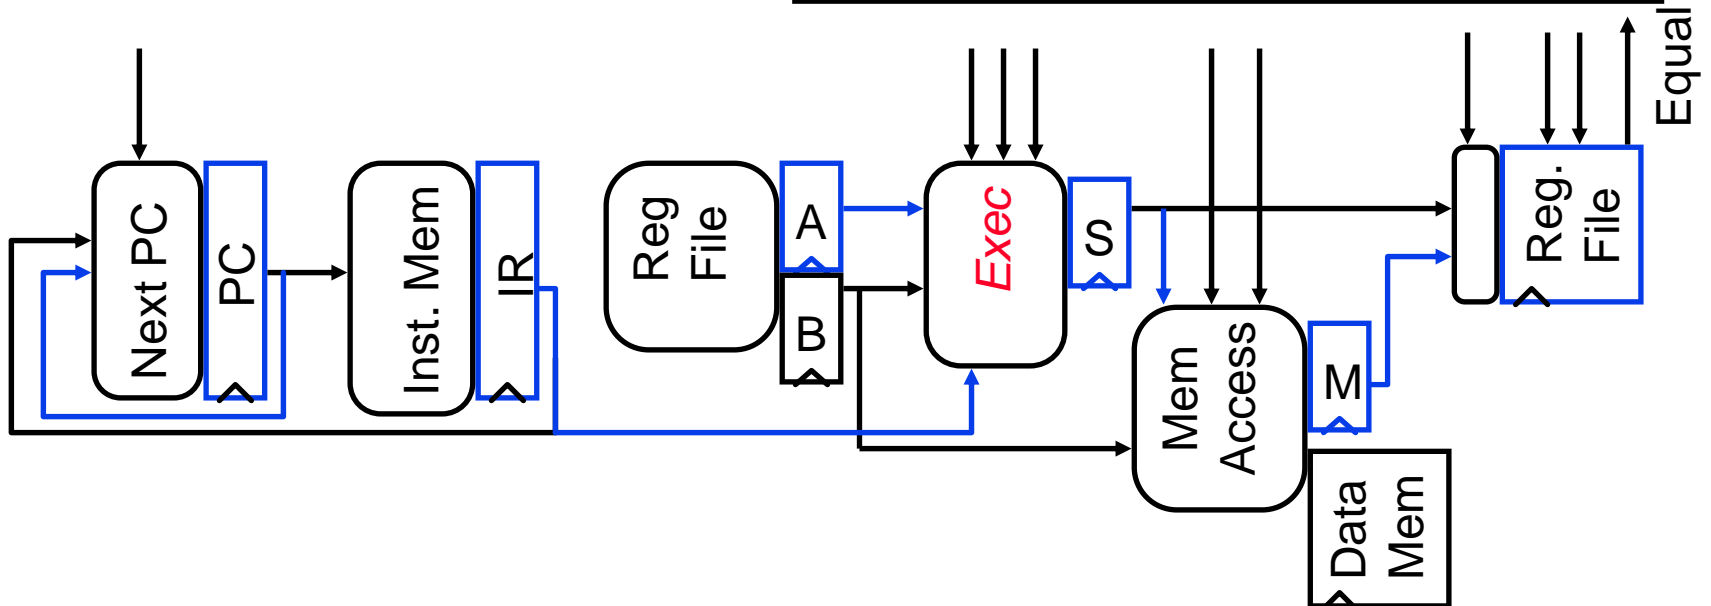 Next PC
PC
Inst. Mem
IR
Reg
File
A
B
Exec
S
Mem
Access
M
Data
Mem
Reg.
File
Equal